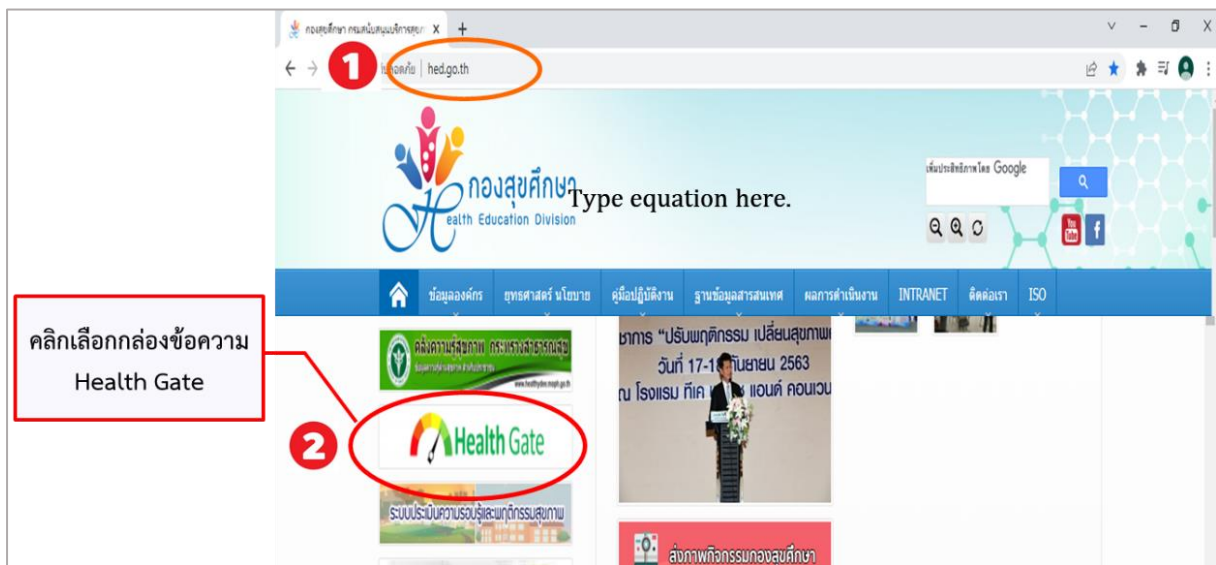 กองสุขศึกษา กรมสนับสนุนบริการสุขภ
1
hed.go.th
กองสุขศึกษา
Health Education Division
Type equation here.
เพิ่มประสิทธิภาพโดย Google
You
Tube
f
ข้อมูลองค์กร ยุทธศาสตร์ นโยบาย คู่มือปฏิบัติงาน ฐานข้อมูลสารสนเทศ ผลการดำเนินงาน INTRANET ติดต่อเรา ISO
คลิกเลือกกล่องข้อความ
Health Gate
คลังความรู้สุขภาพ กระทรวงสาธารณสุข
www.healthydee.moph.go.th
2
Health Gate
ระบบประเมินความรอบรู้และพฤติกรรมสุขภาพ
ชาการ "ปรับพฤติกรรม เปลี่ยนสุขภาพ
วันที่ 17-1 กันยายน 2563
ณ โรงแรม ทีเค แอนด์ คอนเวน
ส่งภาพกิจกรรมกองสุขศึกษา